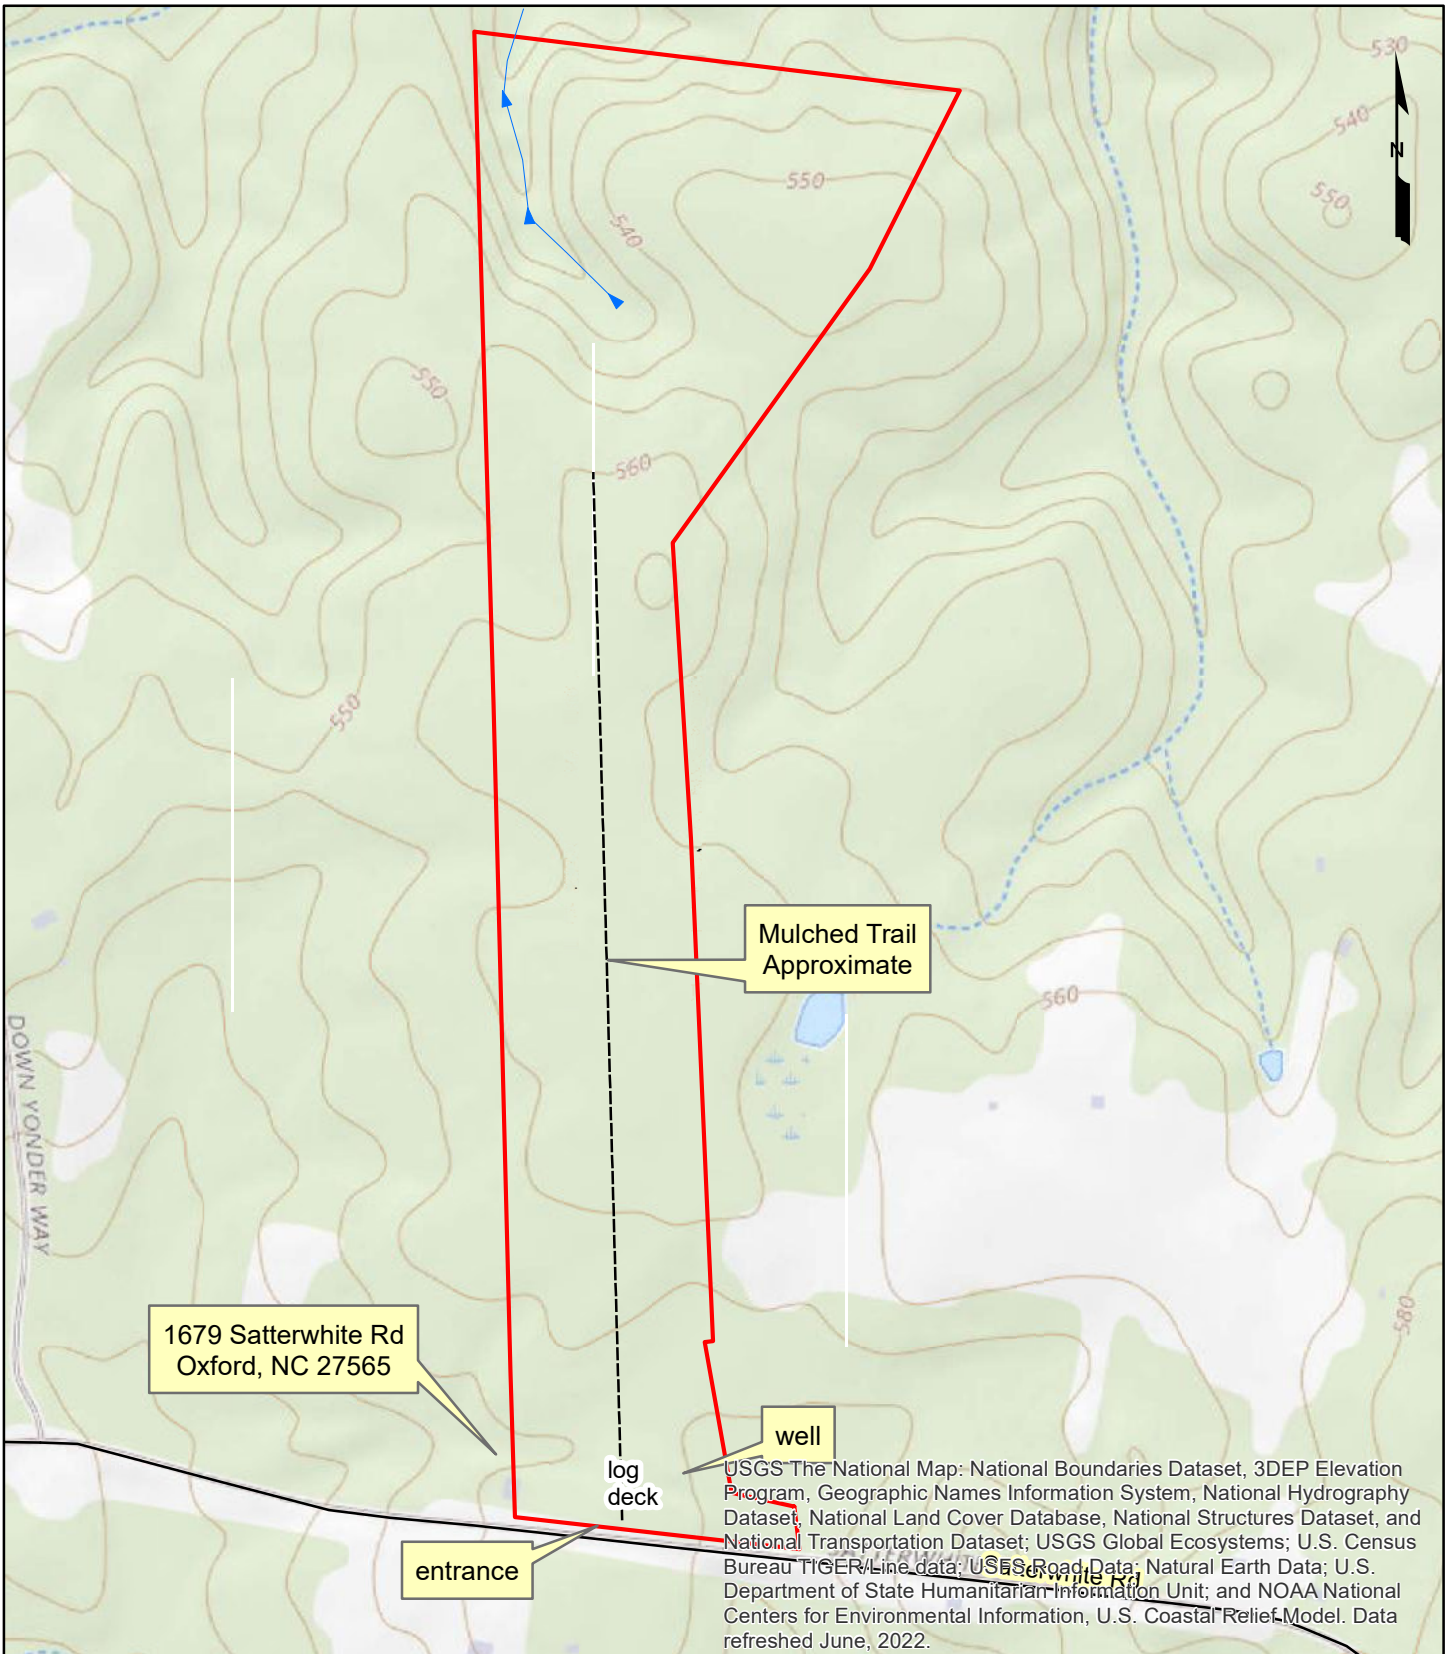 530
540
N
550
550
540
550
560
550
Mulched Trail
Approximate
560
DOWN YONDER WAY
580
1679 Satterwhite Rd
Oxford, NC 27565
well
log
deck
entrance
USGS The National Map: National Boundaries Dataset, 3DEP Elevation
Program, Geographic Names Information System, National Hydrography
Dataset, National Land Cover Database, National Structures Dataset, and
National Transportation Dataset; USGS Global Ecosystems; U.S. Census
Bureau TIGER/Line data; USFS Road Data; Natural Earth Data; U.S.
Department of State Humanitarian Information Unit; and NOAA National
Centers for Environmental Information, U.S. Coastal Relief Model. Data
refreshed June, 2022.
Satterwhite Rd